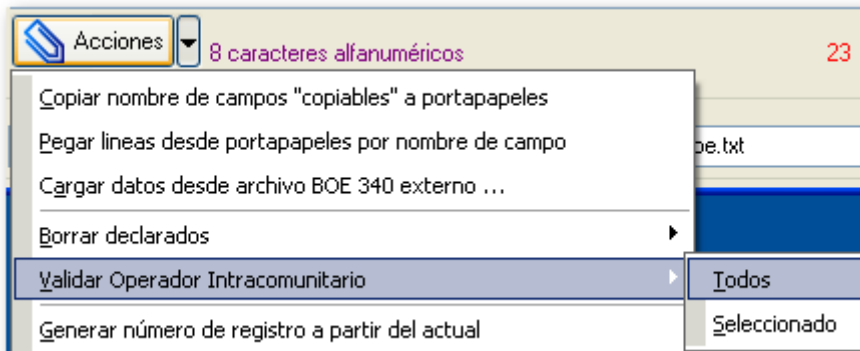 Acciones
8 caracteres alfanuméricos 23
Copiar nombre de campos "copiables" a portapapeles
Pegar lineas desde portapapeles por nombre de campo
oe.txt
Cargar datos desde archivo BOE 340 externo ...
Borrar declarados
Validar Operador Intracomunitario
Todos
Generar número de registro a partir del actual
Seleccionado